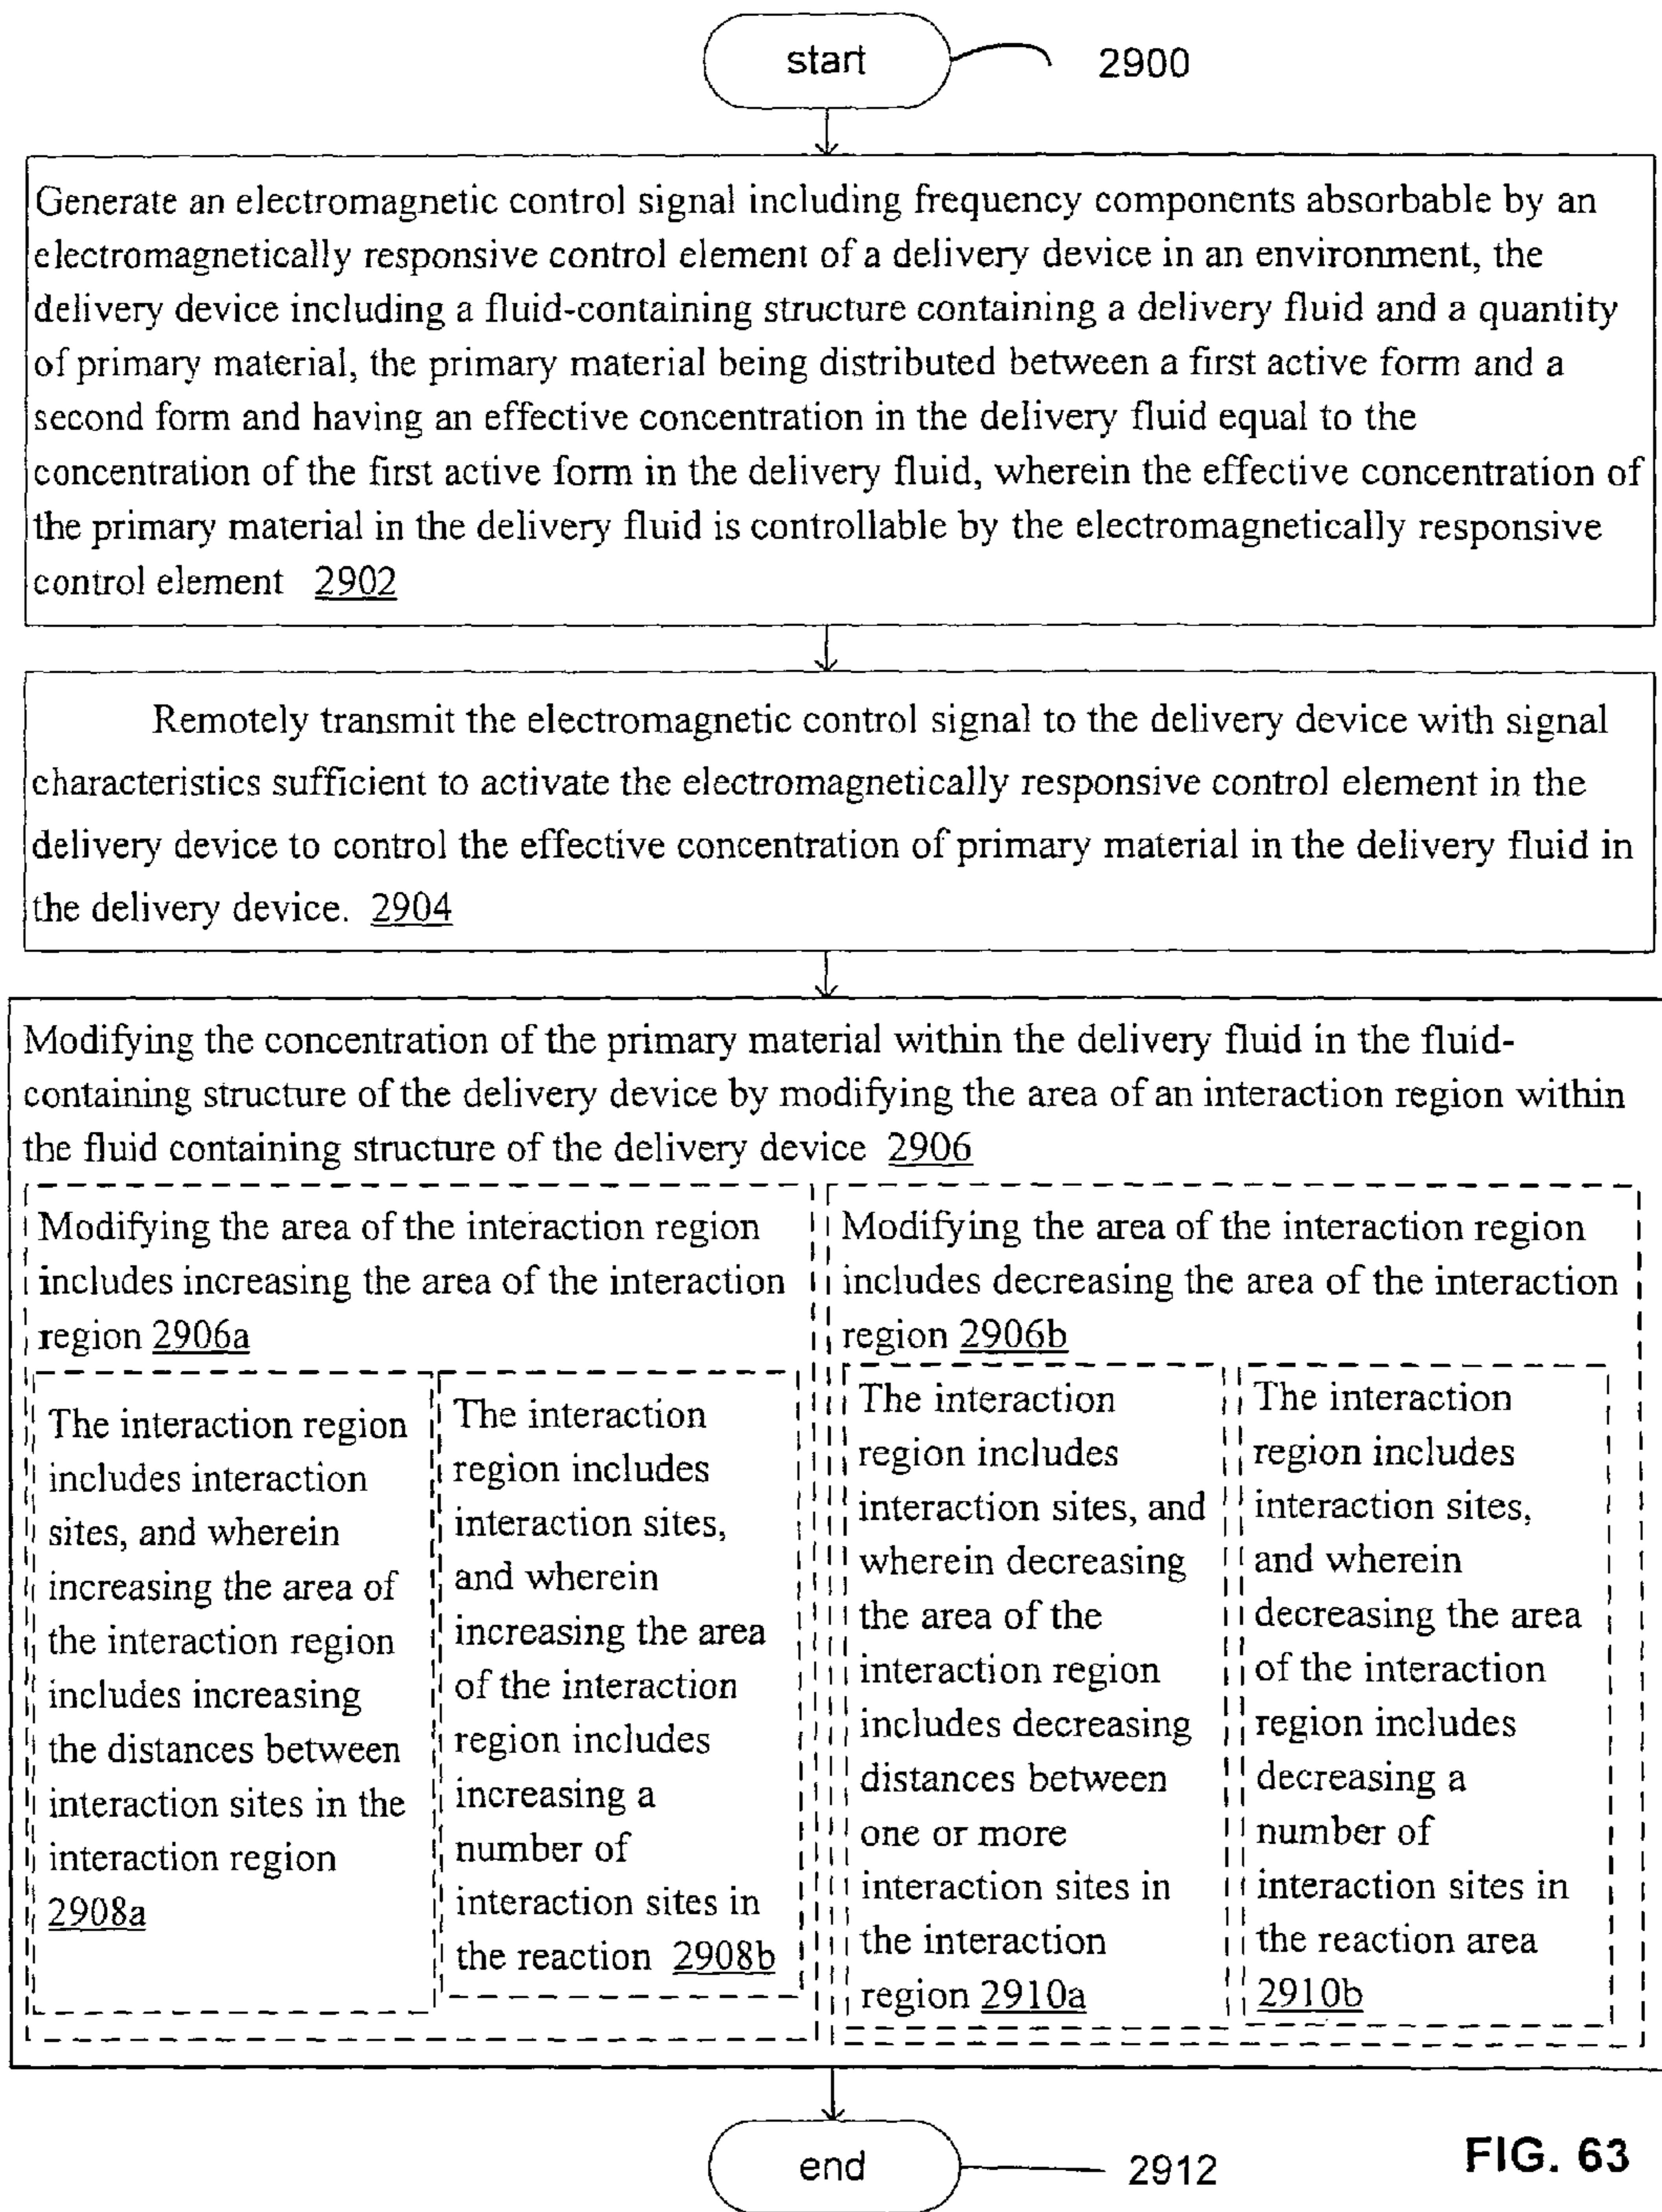 start
2900
Generate an electromagnetic control signal including frequency components absorbable by an
electromagnetically responsive control element of a delivery device in an environment, the
delivery device including a fluid-containing structure containing a delivery fluid and a quantity
of primary material, the primary material being distributed between a first active form and a
second form and having an effective concentration in the delivery fluid equal to the
concentration of the first active form in the delivery fluid, wherein the effective concentration of
the primary material in the delivery fluid is controllable by the electromagnetically responsive
control element 2902
Remotely transmit the electromagnetic control signal to the delivery device with signal
characteristics sufficient to activate the electromagnetically responsive control element in the
delivery device to control the effective concentration of primary material in the delivery fluid in
the delivery device. 2904
Modifying the concentration of the primary material within the delivery fluid in the fluid-
containing structure of the delivery device by modifying the area of an interaction region within
the fluid containing structure of the delivery device 2906
Modifying the area of the interaction region
includes increasing the area of the interaction
region 2906a
The interaction region
includes interaction
sites, and wherein
increasing the area of
the interaction region
includes increasing
the distances between
interaction sites in the
interaction region
2908a
The interaction
region includes
interaction sites,
and wherein
increasing the area
of the interaction
region includes
increasing a
number of
interaction sites in
the reaction 2908b
Modifying the area of the interaction region
includes decreasing the area of the interaction
region 2906b
The interaction
region includes
interaction sites, and
wherein decreasing
the area of the
interaction region
includes decreasing
distances between
one or more
interaction sites in
the interaction
region 2910a
The interaction
region includes
interaction sites,
and wherein
decreasing the area
of the interaction
region includes
decreasing a
number of
interaction sites in
the reaction area
2910b
end
2912
FIG. 63